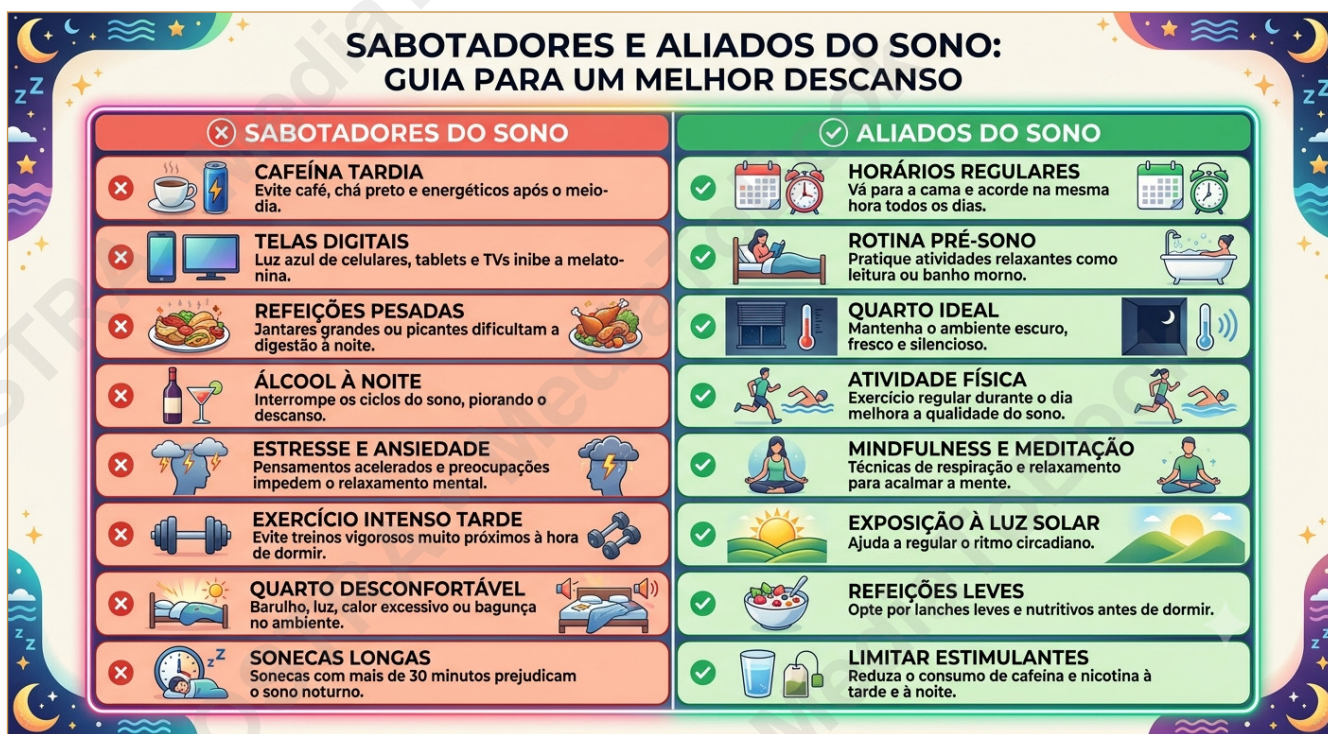 SABOTADORES E ALIADOS DO SONO:
GUIA PARA UM MELHOR DESCANSO
SABOTADORES DO SONO
CAFEÍNA TARDIA
Evite café, chá preto e energéticos após o meio-
dia.
TELAS DIGITAIS
Luz azul de celulares, tablets e TVs inibe a melato-
nina.
REFEIÇÕES PESADAS
Jantares grandes ou picantes dificultam a
digestão à noite.
ÁLCOOL À NOITE
Interrompe os ciclos do sono, piorando o
descanso.
ESTRESSE E ANSIEDADE
Pensamentos acelerados e preocupações
impedem o relaxamento mental.
EXERCÍCIO INTENSO TARDE
Evite treinos vigorosos muito próximos à hora
de dormir.
QUARTO DESCONFORTÁVEL
Barulho, luz, calor excessivo ou bagunça
no ambiente.
SONECAS LONGAS
Sonecas com mais de 30 minutos prejudicam
o sono noturno.
ALIADOS DO SONO
HORÁRIOS REGULARES
Vá para a cama e acorde na mesma
hora todos os dias.
ROTINA PRÉ-SONO
Pratique atividades relaxantes como
leitura ou banho morno.
QUARTO IDEAL
Mantenha o ambiente escuro,
fresco e silencioso.
ATIVIDADE FÍSICA
Exercício regular durante o dia
melhora a qualidade do sono.
MINDFULNESS E MEDITAÇÃO
Técnicas de respiração e relaxamento
para acalmar a mente.
EXPOSIÇÃO À LUZ SOLAR
Ajuda a regular o ritmo circadiano.
REFEIÇÕES LEVES
Opte por lanches leves e nutritivos antes de dormir.
LIMITAR ESTIMULANTES
Reduza o consumo de cafeína e nicotina à
tarde e à noite.